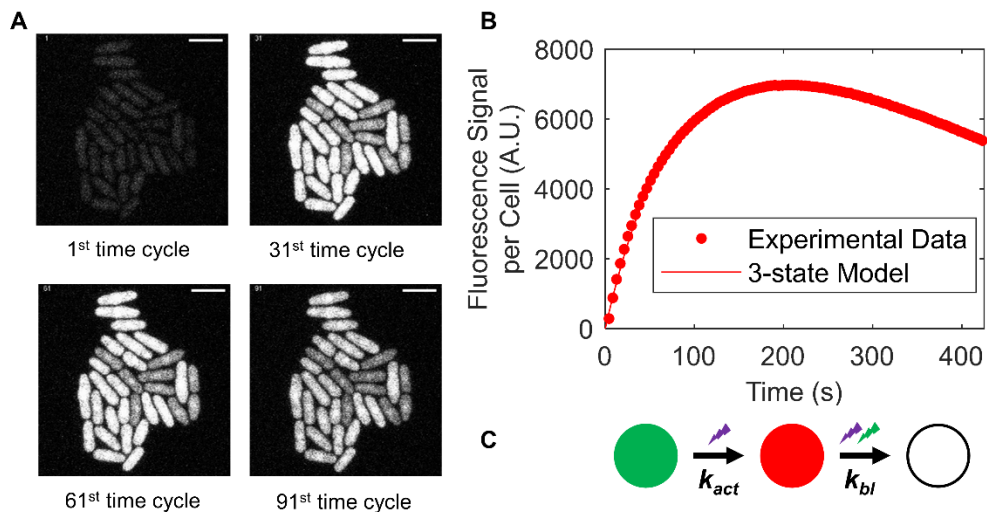 A
1
31
1st time cycle
31st time cycle
61
91
61st time cycle
91st time cycle
B
Fluorescence Signal
per Cell (A.U.)
8000
6000
4000
2000
0
Experimental Data
3-state Model
0 100 200 300 400
Time (s)
C
kact
kbl